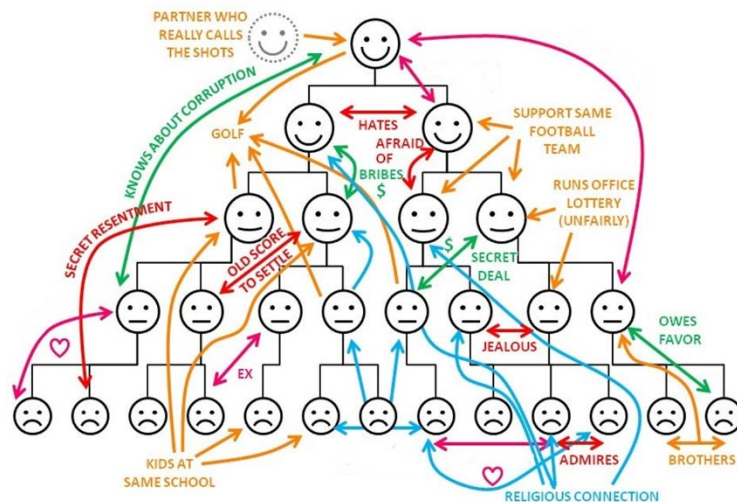 PARTNER WHO
REALLY CALLS
THE SHOTS
KNOWS ABOUT CORRUPTION
GOLF
HATES
AFRAID
OF
BRIBES
$
SUPPORT SAME
FOOTBALL
TEAM
RUNS OFFICE
LOTTERY
(UNFAIRLY)
SECRET RESENTMENT
OLD SCORE
TO SETTLE
$
SECRET
DEAL
JEALOUS
OWES
FAVOR
EX
KIDS AT
SAME SCHOOL
ADMIRES
BROTHERS
RELIGIOUS CONNECTION